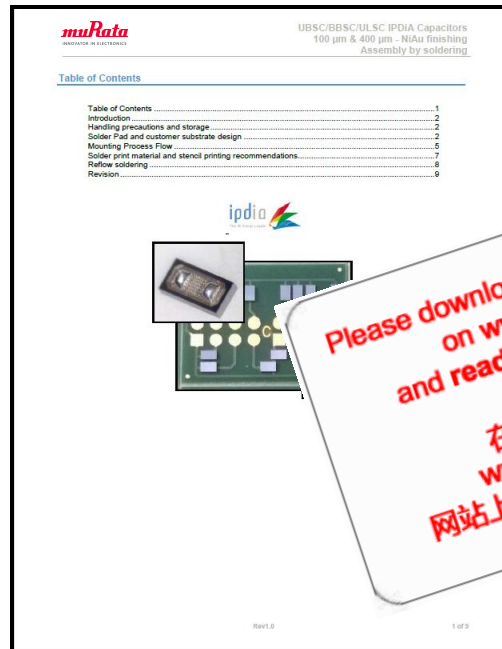 muRata
INNOVATOR IN ELECTRONICS
UBSC/BBSC/ULSC IPDiA Capacitors
100 µm & 400 µm - NiAu finishing
Assembly by soldering
Table of Contents
Table of Contents ........ 1
Introduction ........ 2
Handling precautions and storage ........ 2
Solder Pad and customer substrate design ........ 2
Mounting Process Flow ........ 5
Solder print material and stencil printing recommendations ........ 7
Reflow soldering ........ 8
Revision ........ 9
ipdia
Please downlo
on w
and read
在
w
网站上
Rev1.0
1 of 9